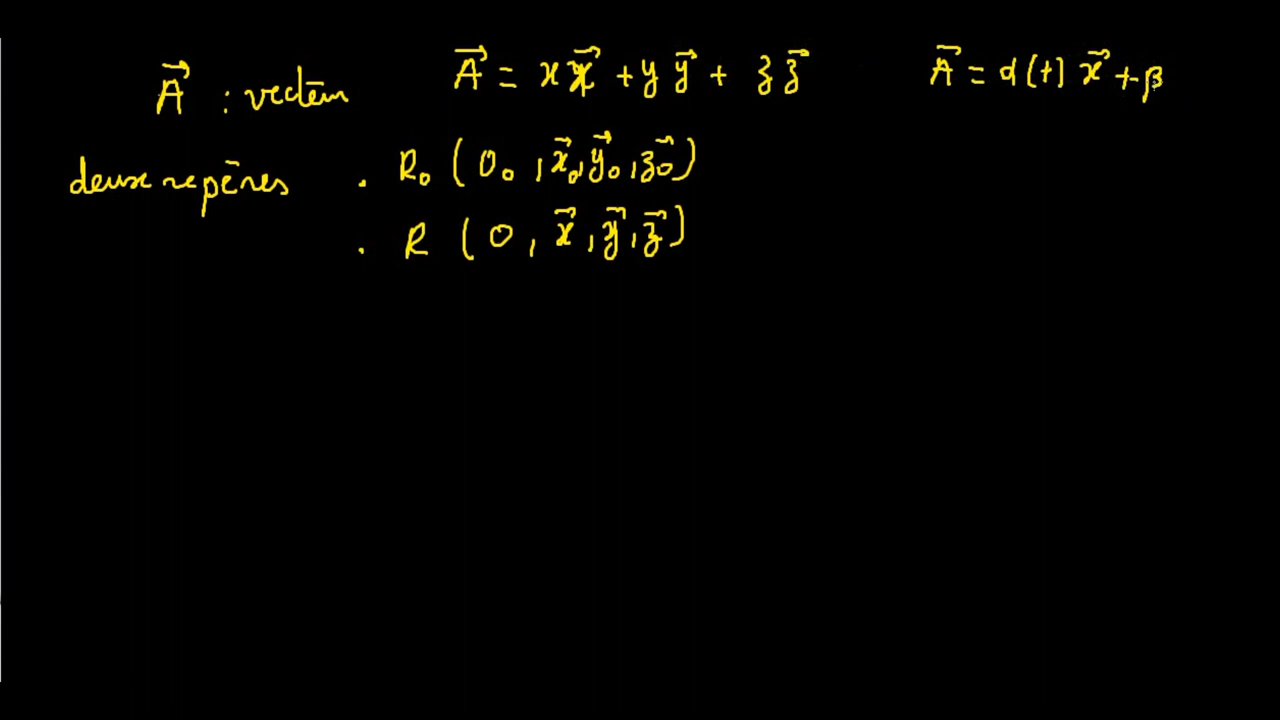 A⃗ : vecteur A⃗ = x x⃗ + y y⃗ + z z⃗ A⃗ = α(t) x⃗ + β
deux repères . R₀ (O₀, x⃗₀, y⃗₀, z⃗₀)
. R (O, x⃗, y⃗, z⃗)